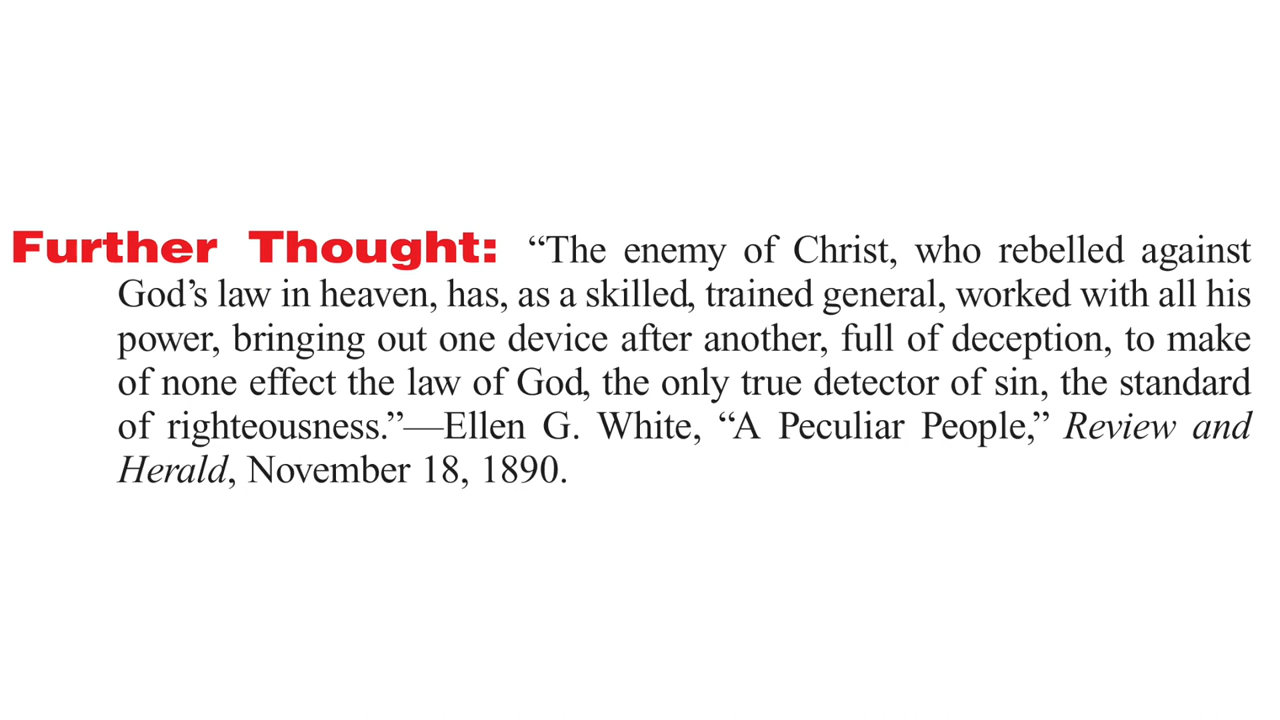 Further Thought: “The enemy of Christ, who rebelled against
God’s law in heaven, has, as a skilled, trained general, worked with all his
power, bringing out one device after another, full of deception, to make
of none effect the law of God, the only true detector of sin, the standard
of righteousness.”—Ellen G. White, “A Peculiar People,” Review and
Herald, November 18, 1890.